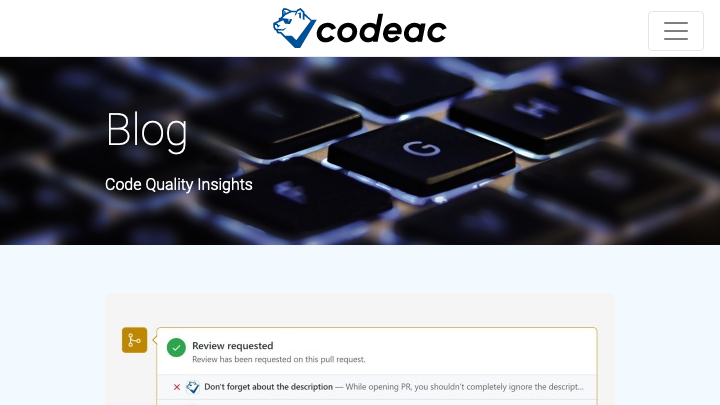 codeac
Blog
Code Quality Insights
G
H
Review requested
Review has been requested on this pull request.
Don't forget about the description — While opening PR, you shouldn't completely ignore the descript...